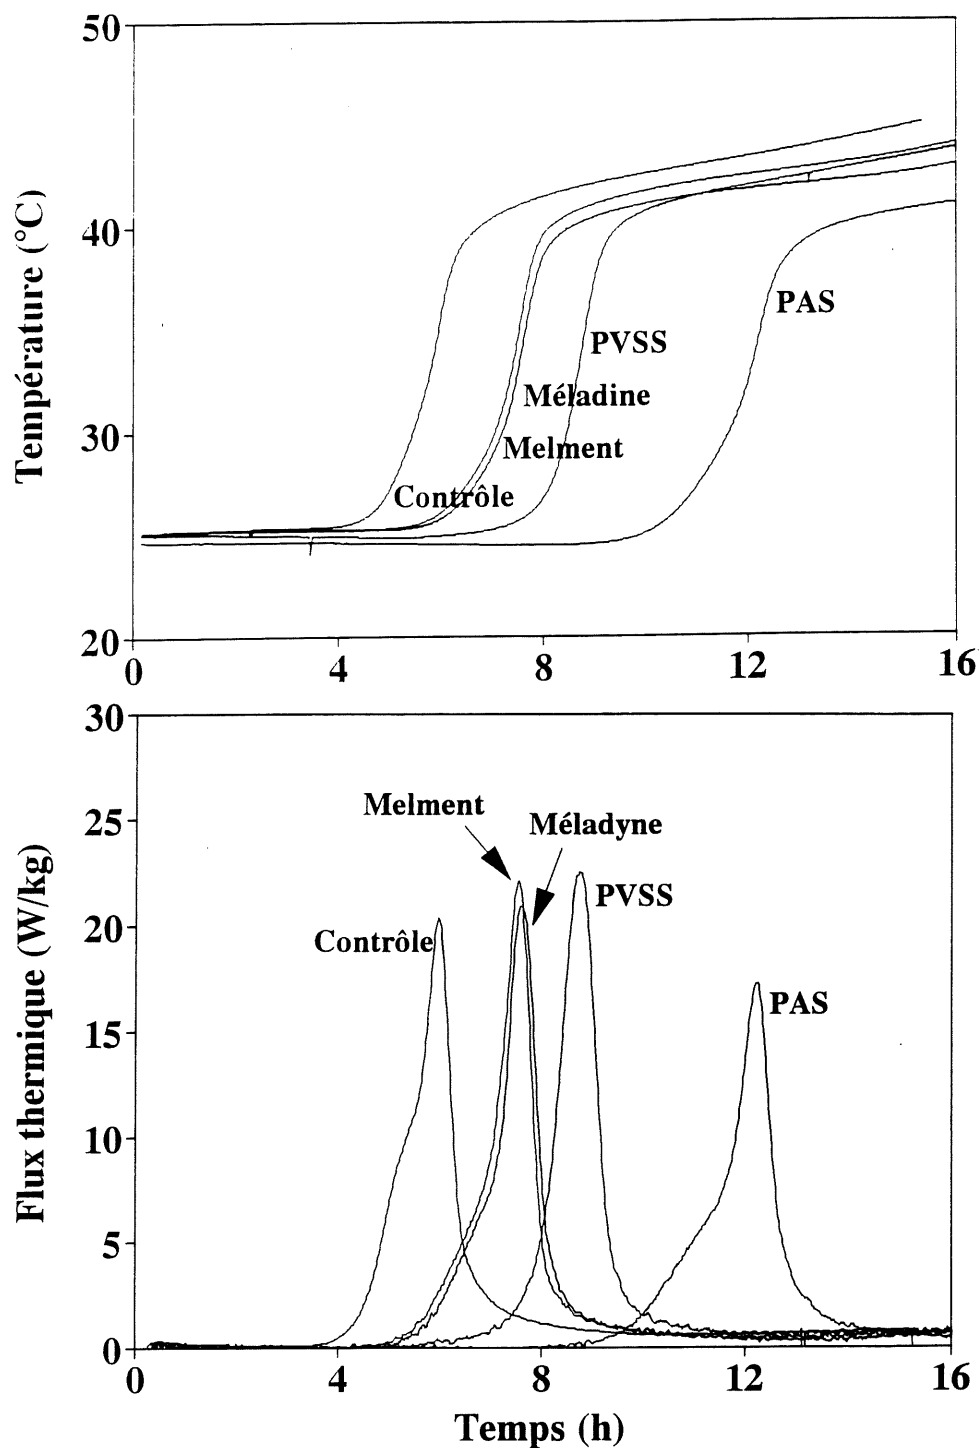 50
40
30
20
Température (°C)
PAS
PVSS
Méladine
Melment
Contrôle
0
4
8
12
16
30
25
20
15
10
5
0
Flux thermique (W/kg)
Melment
Méladyne
PVSS
Contrôle
PAS
0
4
8
12
16
Temps (h)